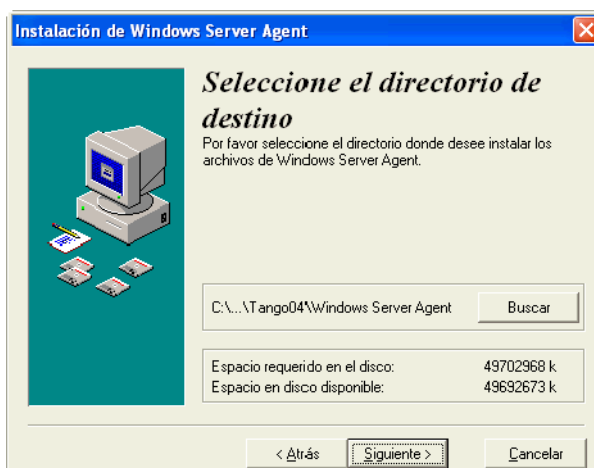 Instalación de Windows Server Agent
Seleccione el directorio de
destino
Por favor seleccione el directorio donde desee instalar los
archivos de Windows Server Agent.
C:\...\Tango04\Windows Server Agent
Buscar
Espacio requerido en el disco: 49702968 k
Espacio en disco disponible: 49692673 k
< Atrás
Siguiente >
Cancelar